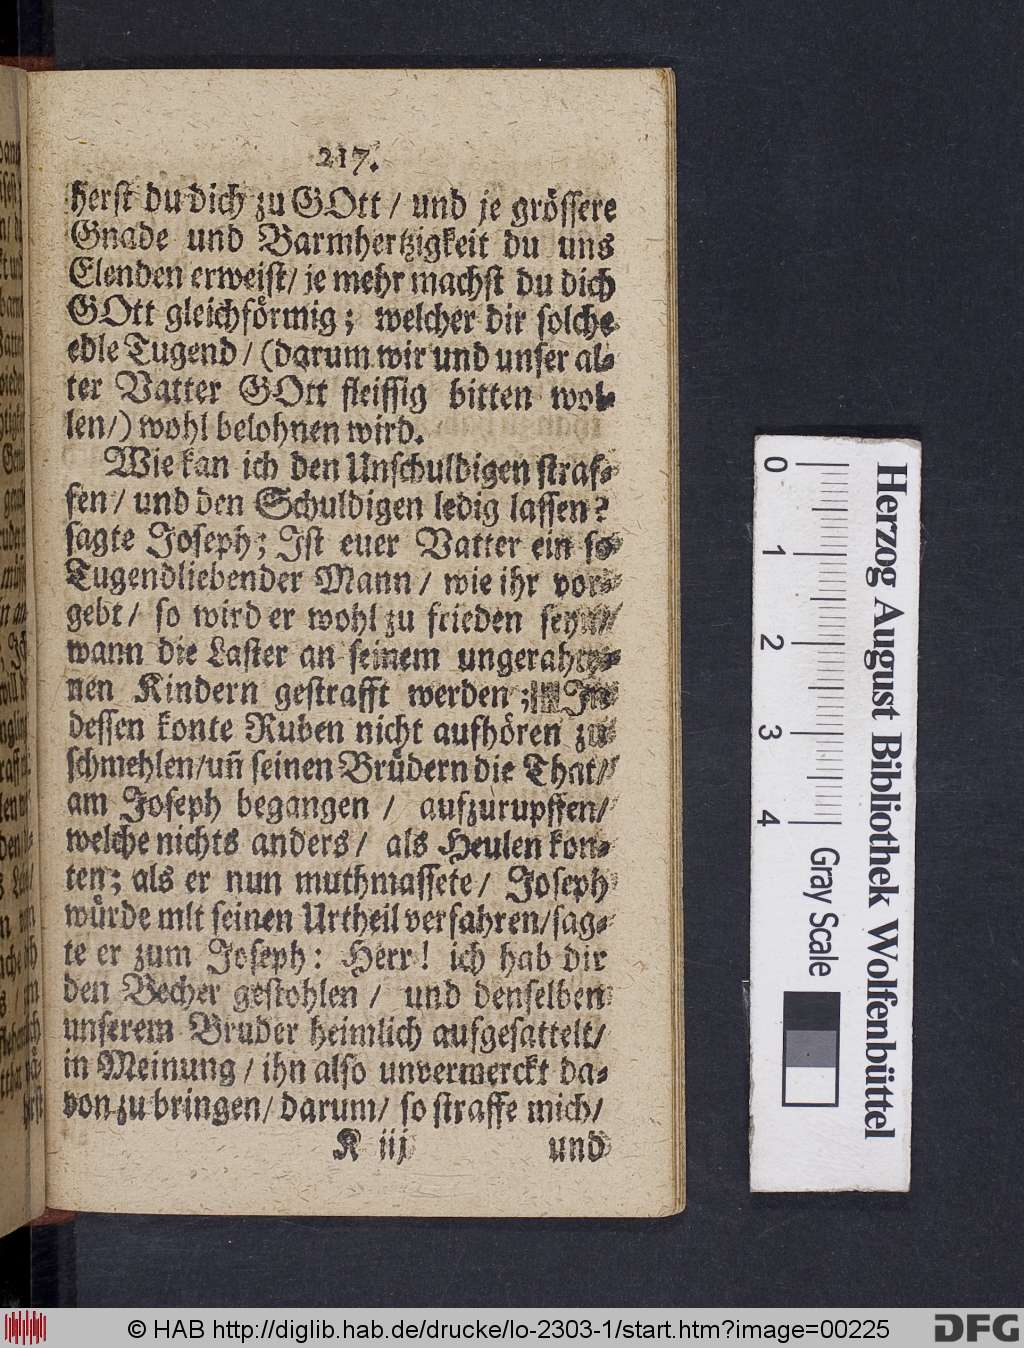 217.
herst du dich zu GOtt / und je grössere
Gnade und Barmhertzigkeit du uns
Elenden erweist/ je mehr machst du dich
GOtt gleichförmig; welcher dir solche
edle Tugend / (darum wir und unser al-
ter Vatter GOtt fleissig bitten wol-
len/) wohl belohnen wird.
Wie kan ich den Unschuldigen straf-
fen / und den Schuldigen ledig lassen?
sagte Joseph; Ist euer Vatter ein so
Tugendliebender Mann / wie ihr vor-
gebt / so wird er wohl zu frieden seyn/
wann die Laster an seinem ungerahte-
nen Kindern gestrafft werden; In
dessen konte Ruben nicht aufhören zu
schmehlen/uñ seinen Brüdern die That/
am Joseph begangen / aufzurupffen/
welche nichts anders / als Heulen kon-
ten; als er nun muthmassete / Joseph
würde mit seinen Urtheil verfahren/sag-
te er zum Joseph: Herr! ich hab dir
den Becher gestohlen / und denselben
unserem Bruder heimlich aufgesattelt/
in Meinung / ihn also unvermerckt da-
von zu bringen/ darum/ so straffe mich/
K iij und
0 1 2 3 4
Gray Scale
Herzog August Bibliothek Wolfenbüttel
© HAB http://diglib.hab.de/drucke/lo-2303-1/start.htm?image=00225
DFG